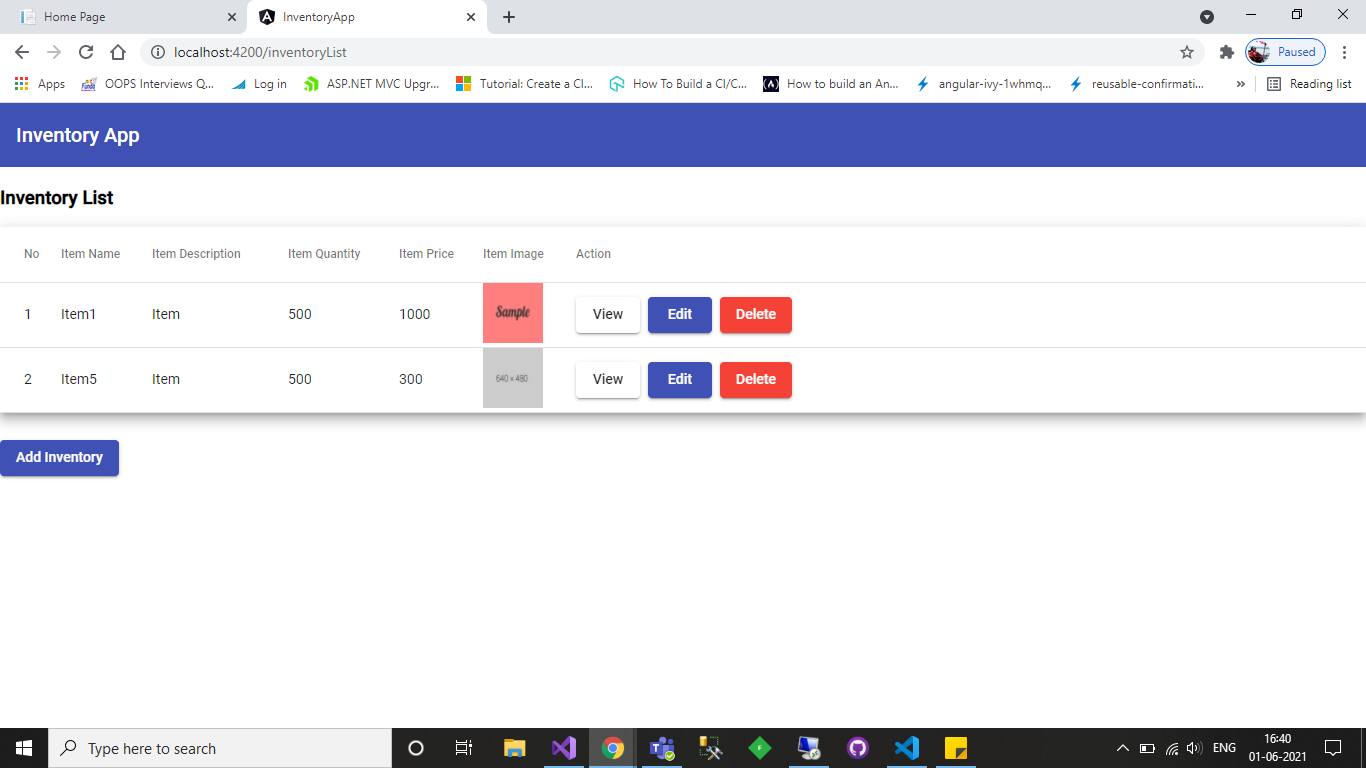 Home Page InventoryApp
localhost:4200/inventoryList Paused
Apps OOPS Interviews Q... Log in ASP.NET MVC Upgr... Tutorial: Create a CI... How To Build a CI/C... (A) How to build an An... angular-ivy-1whmq... reusable-confirmati... » Reading list
Inventory App
Inventory List
No Item Name Item Description Item Quantity Item Price Item Image Action
1 Item1 Item 500 1000 Sample View Edit Delete
2 Item5 Item 500 300 640 x 480 View Edit Delete
Add Inventory
Type here to search F ENG 16:40
01-06-2021